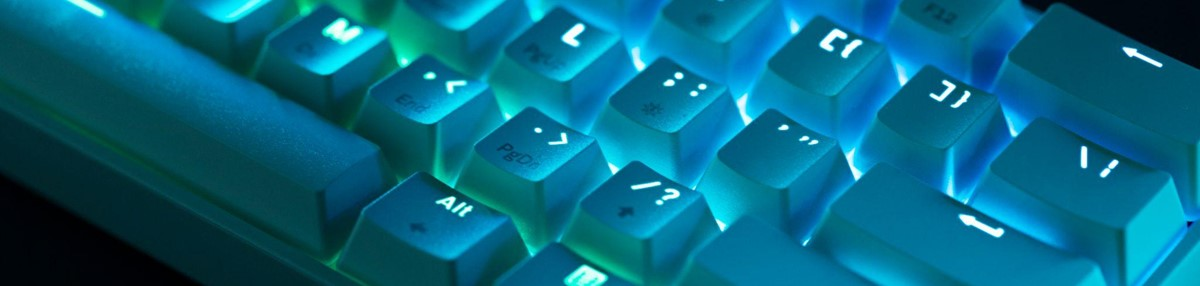 F12
[{
]}
\|
L
PgUp
;:
'"
M
,<
End
.>
PgDn
/?
Alt